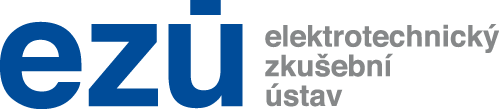 ezú
elektrotechnický
zkušební
ústav